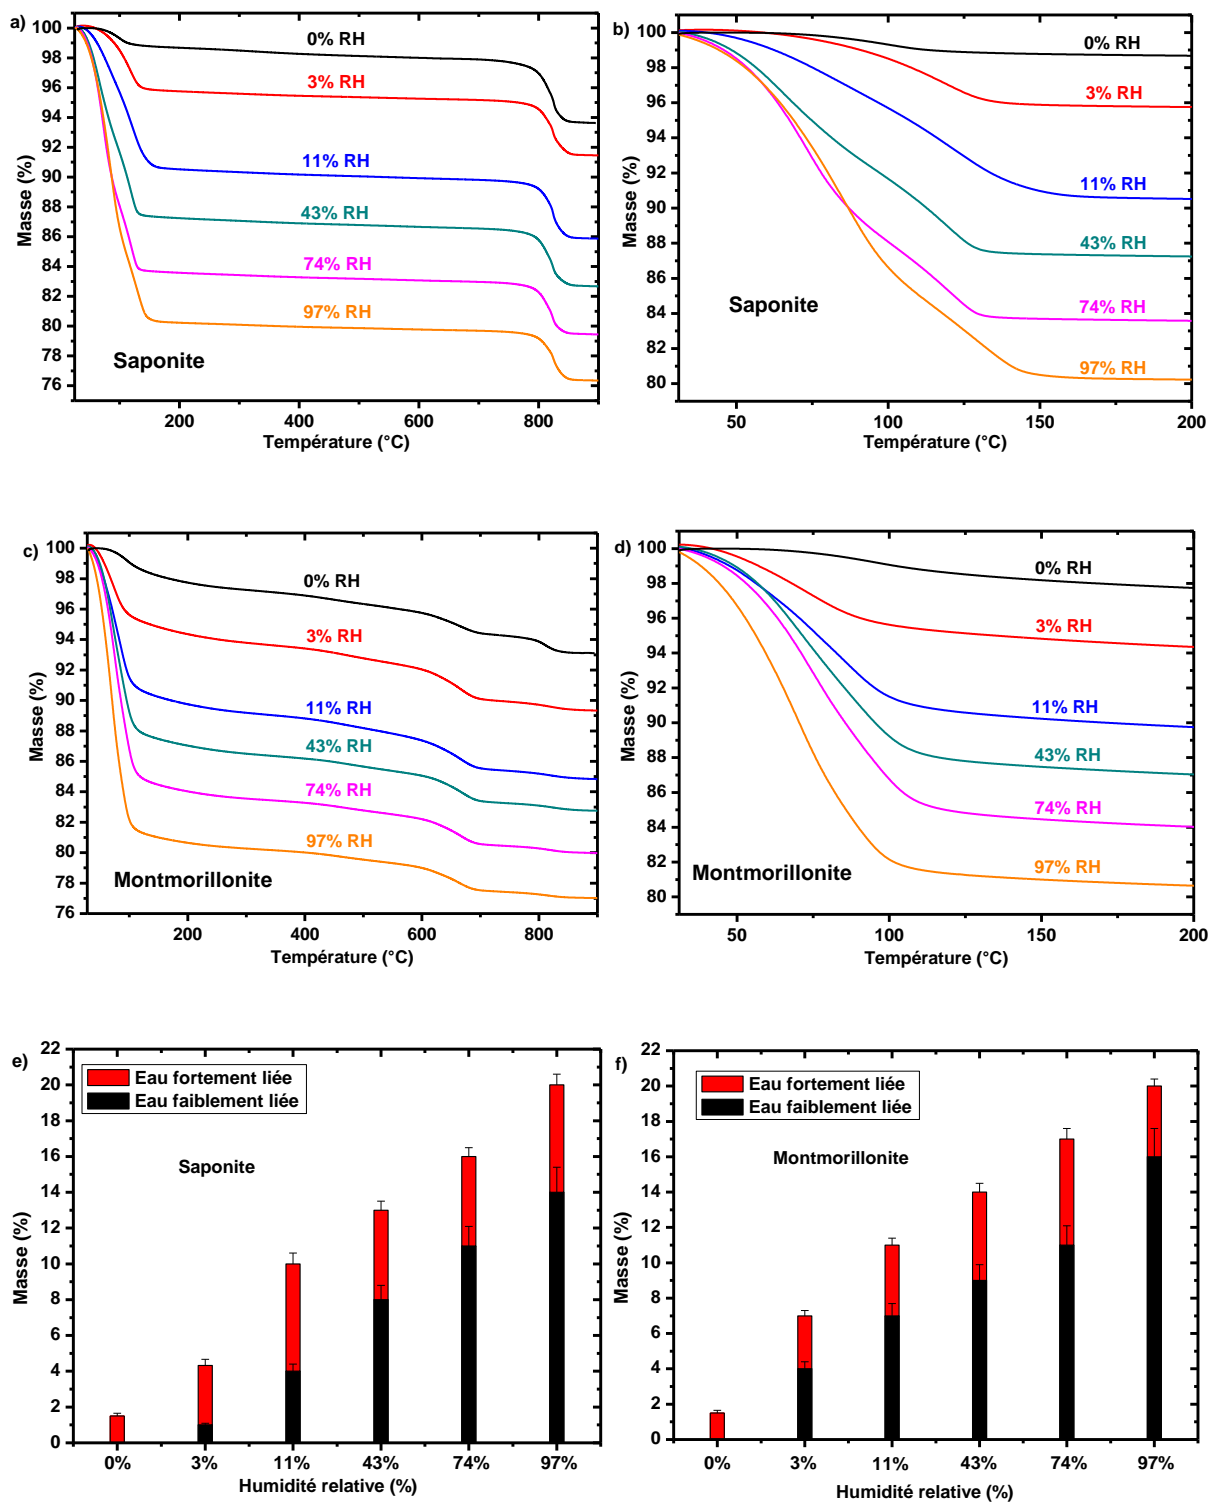 a)
100
98
96
94
92
90
88
86
84
82
80
78
76
Masse (%)
0% RH
3% RH
11% RH
43% RH
74% RH
97% RH
Saponite
200
400
600
800
Température (°C)
b)
100
98
96
94
92
90
88
86
84
82
80
Masse (%)
0% RH
3% RH
11% RH
43% RH
74% RH
97% RH
Saponite
50
100
150
200
Température (°C)
c)
100
98
96
94
92
90
88
86
84
82
80
78
76
Masse (%)
0% RH
3% RH
11% RH
43% RH
74% RH
97% RH
Montmorillonite
200
400
600
800
Température (°C)
d)
100
98
96
94
92
90
88
86
84
82
80
Masse (%)
0% RH
3% RH
11% RH
43% RH
74% RH
97% RH
Montmorillonite
50
100
150
200
Température (°C)
e)
22
20
18
16
14
12
10
8
6
4
2
0
Masse (%)
Eau fortement liée
Eau faiblement liée
Saponite
0%
3%
11%
43%
74%
97%
Humidité relative (%)
f)
22
20
18
16
14
12
10
8
6
4
2
0
Masse (%)
Eau fortement liée
Eau faiblement liée
Montmorillonite
0%
3%
11%
43%
74%
97%
Humidité relative (%)